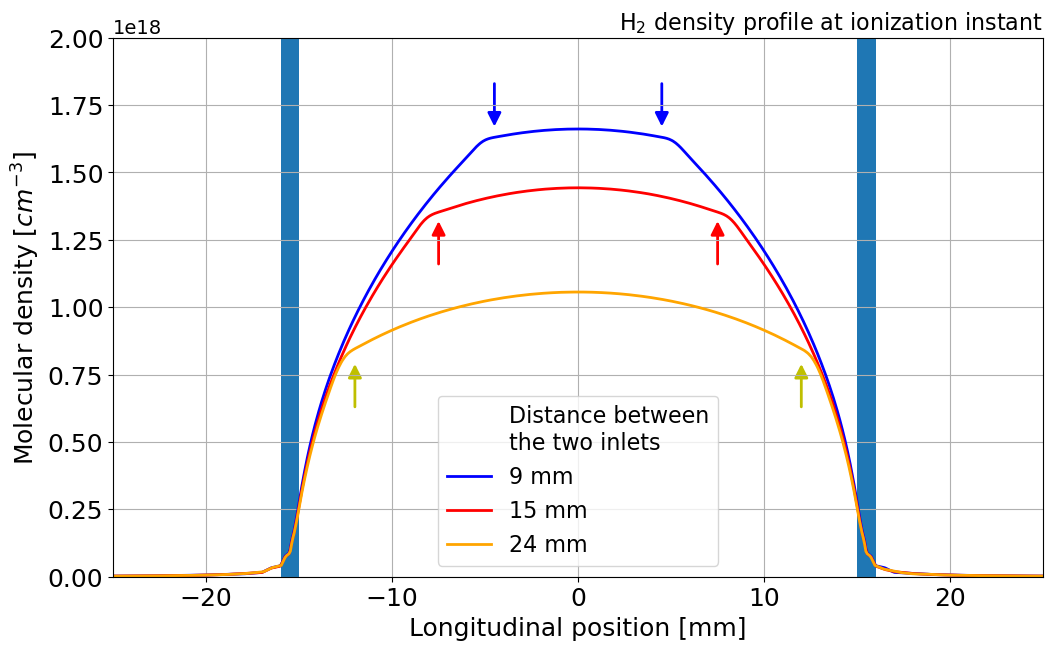 H₂ density profile at ionization instant
1e18
2.00
1.75
1.50
1.25
1.00
0.75
0.50
0.25
0.00
Molecular density [cm⁻³]
Distance between
the two inlets
9 mm
15 mm
24 mm
−20 −10 0 10 20
Longitudinal position [mm]